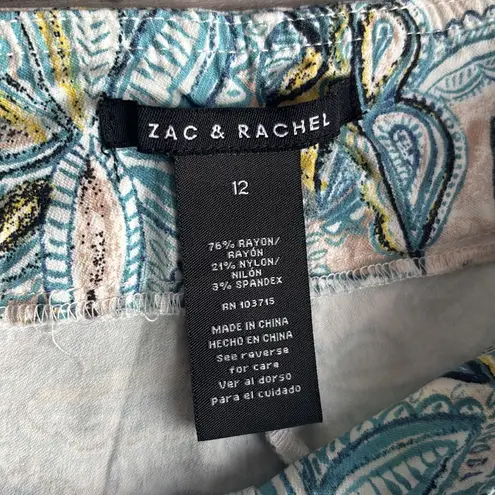 ZAC & RACHEL
12
76% RAYON/
RAYÓN
21% NYLON/
NILÓN
3% SPANDEX
RN 103715
MADE IN CHINA
HECHO EN CHINA
See reverse
for care
Ver al dorso
para el cuidado